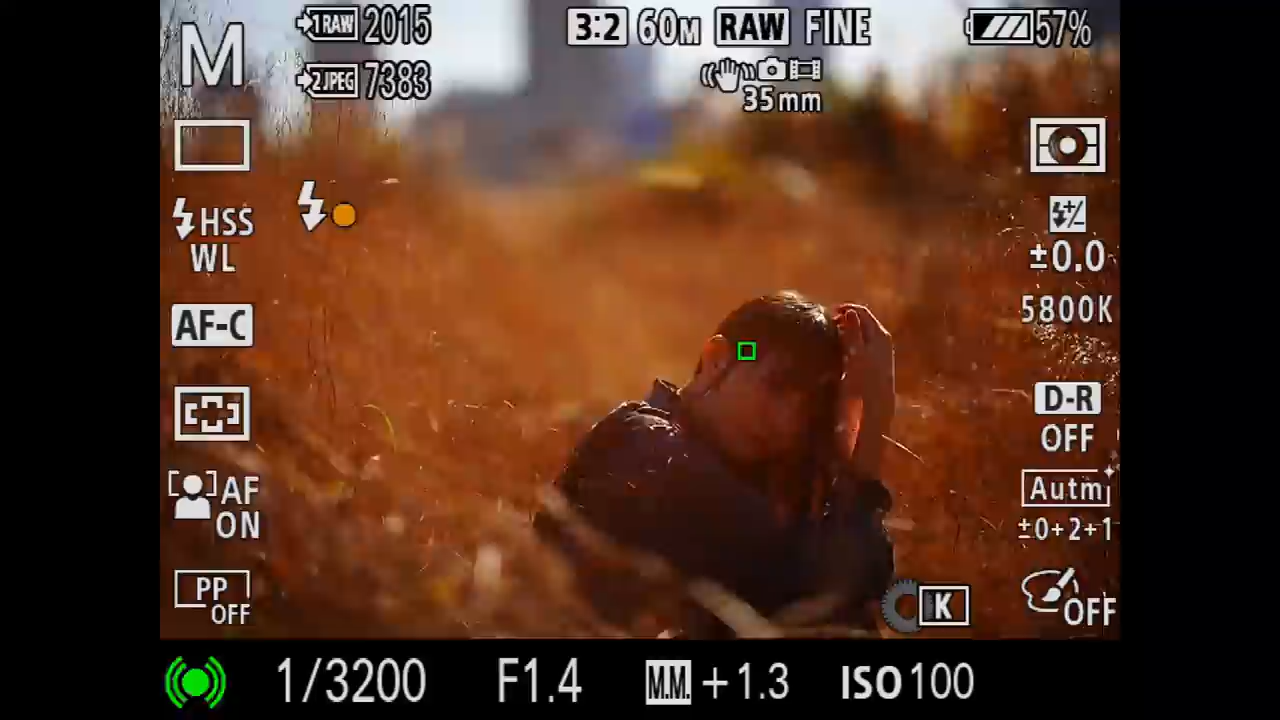 M
1RAW 2015
3:2 60M RAW FINE
57%
2JPEG 7383
35mm
HSS
WL
±0.0
5800K
AF-C
D-R
OFF
AF
ON
Autm
±0+2+1
PP
OFF
K
OFF
1/3200 F1.4 M.M. +1.3 ISO 100